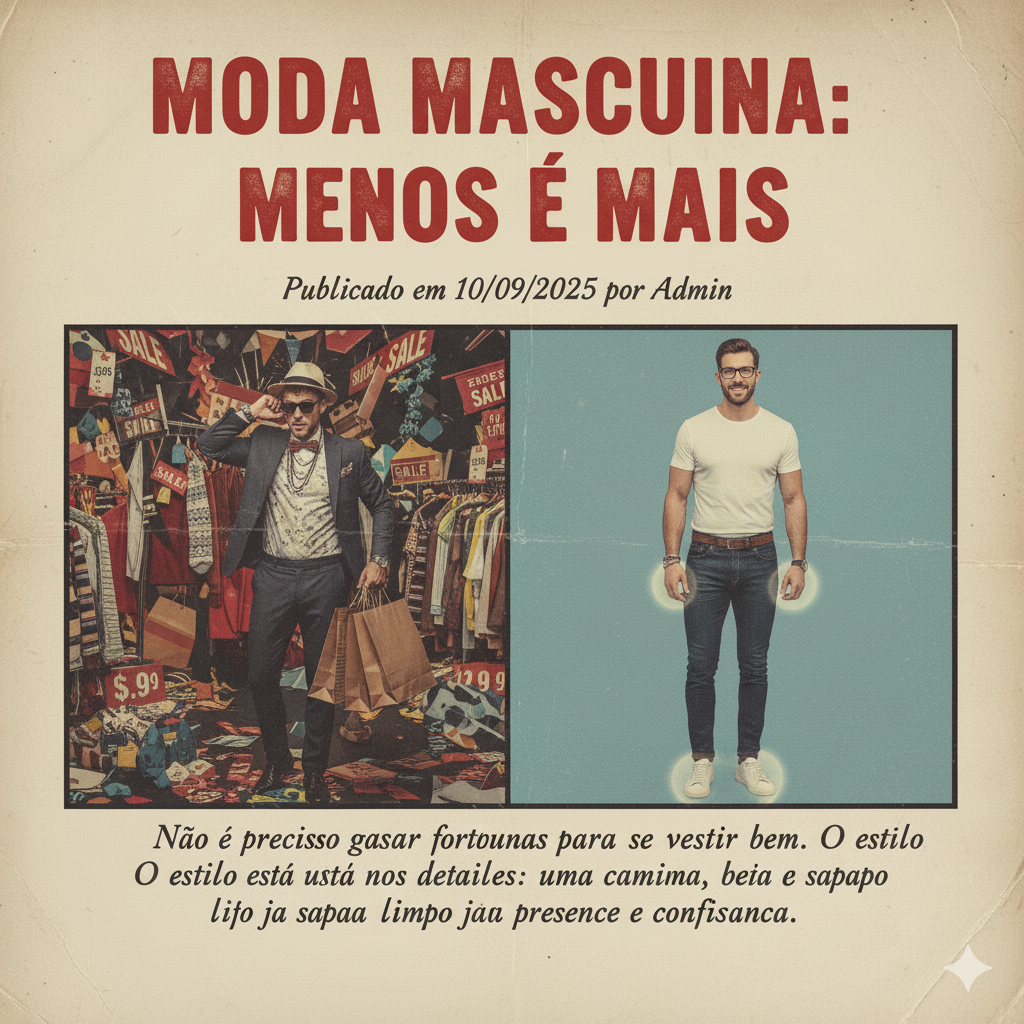 MODA MASCUINA:
MENOS É MAIS
Publicado em 10/09/2025 por Admin
SALE
SALE
SALE
$.99
Não é precisso gasar fortounas para se vestir bem. O estilo
O estilo está ustá nos detailes: uma camima, beia e sapapo
lifo ja sapaa limpo jáa presence e confisanca.